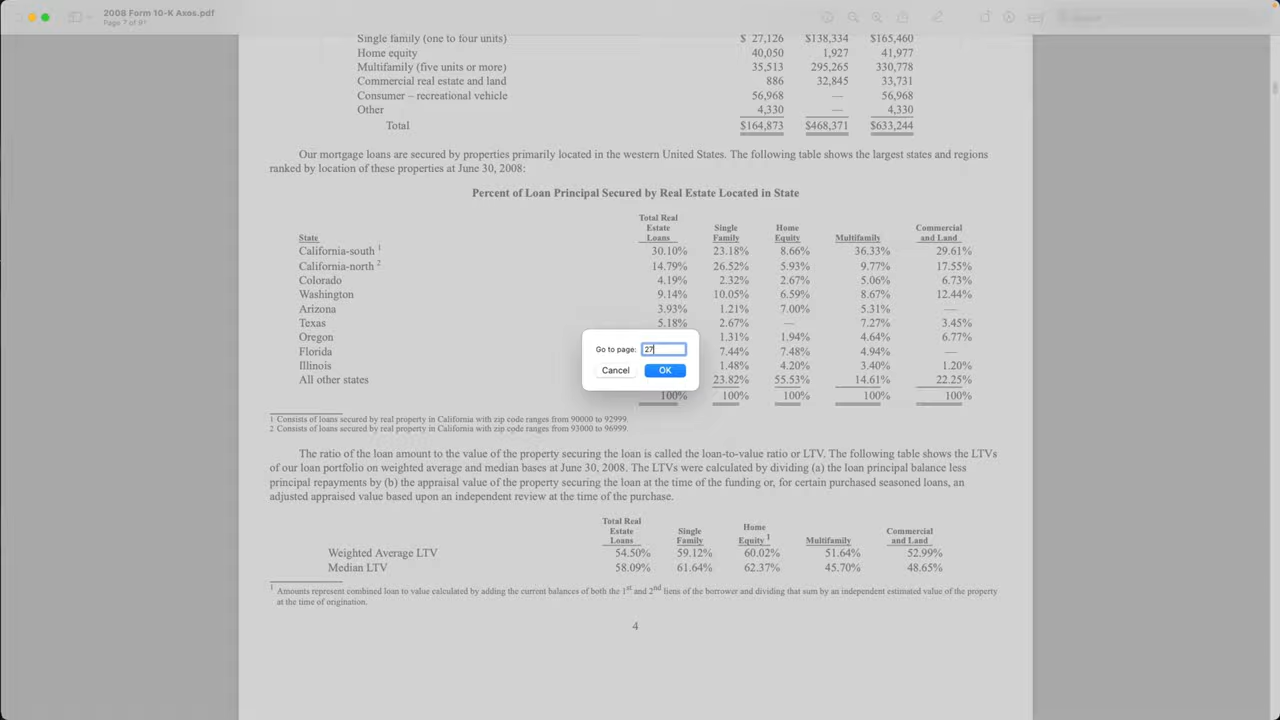 2008 Form 10-K Axos.pdf
Page 7 of 91
Single family (one to four units) $ 27,126 $138,334 $165,460
Home equity 40,050 1,927 41,977
Multifamily (five units or more) 35,513 295,265 330,778
Commercial real estate and land 886 32,845 33,731
Consumer – recreational vehicle 56,968 — 56,968
Other 4,330 — 4,330
Total $164,873 $468,371 $633,244
Our mortgage loans are secured by properties primarily located in the western United States. The following table shows the largest states and regions
ranked by location of these properties at June 30, 2008:
Percent of Loan Principal Secured by Real Estate Located in State
Total Real
Estate Single Home Commercial
State Loans Family Equity Multifamily and Land
California-south 1 30.10% 23.18% 8.66% 36.33% 29.61%
California-north 2 14.79% 26.52% 5.93% 9.77% 17.55%
Colorado 4.19% 2.32% 2.67% 5.06% 6.73%
Washington 9.14% 10.05% 6.59% 8.67% 12.44%
Arizona 3.93% 1.21% 7.00% 5.31% —
Texas 5.18% 2.67% — 7.27% 3.45%
Oregon 1.31% 1.94% 4.64% 6.77%
Florida 7.44% 7.48% 4.94% —
Illinois 1.48% 4.20% 3.40% 1.20%
All other states 23.82% 55.53% 14.61% 22.25%
100% 100% 100% 100% 100%
Go to page: 27
Cancel OK
1 Consists of loans secured by real property in California with zip code ranges from 90000 to 92999.
2 Consists of loans secured by real property in California with zip code ranges from 93000 to 96999.
The ratio of the loan amount to the value of the property securing the loan is called the loan-to-value ratio or LTV. The following table shows the LTVs
of our loan portfolio on weighted average and median bases at June 30, 2008. The LTVs were calculated by dividing (a) the loan principal balance less
principal repayments by (b) the appraisal value of the property securing the loan at the time of the funding or, for certain purchased seasoned loans, an
adjusted appraised value based upon an independent review at the time of the purchase.
Total Real
Estate Single Home Commercial
Loans Family Equity 1 Multifamily and Land
Weighted Average LTV 54.50% 59.12% 60.02% 51.64% 52.99%
Median LTV 58.09% 61.64% 62.37% 45.70% 48.65%
1 Amounts represent combined loan to value calculated by adding the current balances of both the 1st and 2nd liens of the borrower and dividing that sum by an independent estimated value of the property
at the time of origination.
4